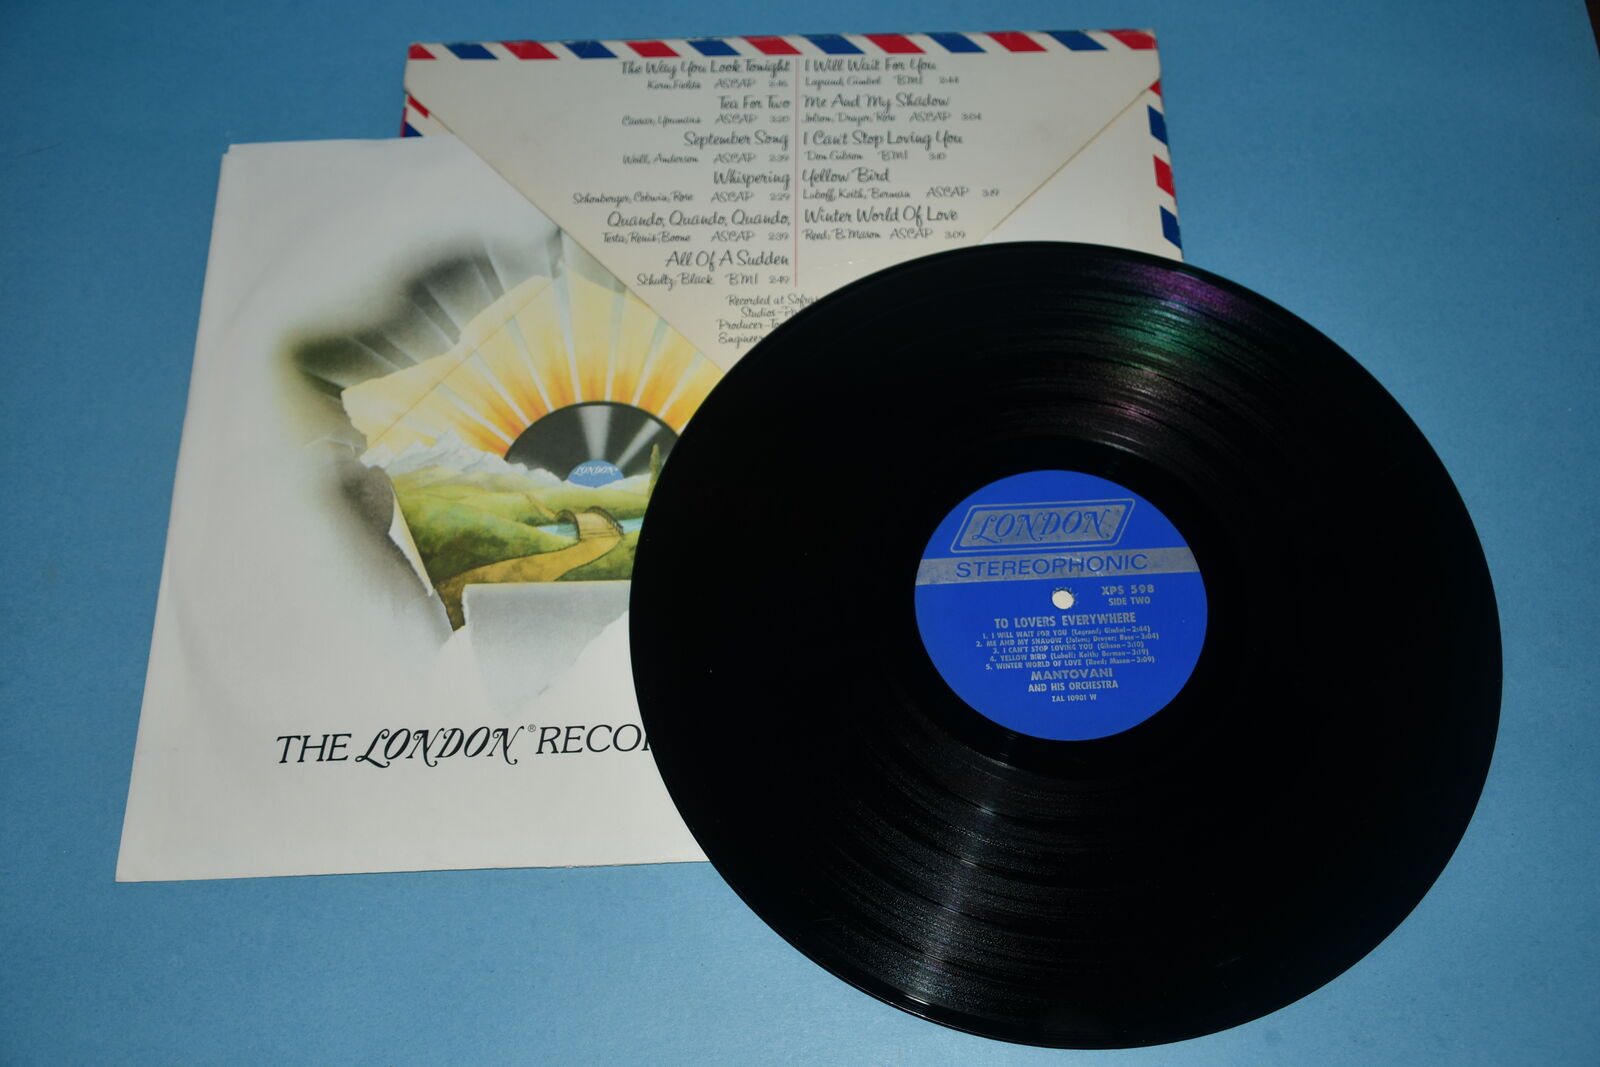 The Way You Look Tonight
Kern, Fields ASCAP 2:46
Tea For Two
Caesar, Youmans ASCAP 3:20
September Song
Weill, Anderson ASCAP 2:39
Whispering
Schonberger, Coburn, Rose ASCAP 2:29
Quando, Quando, Quando,
Testa, Renis, Boone ASCAP 2:39
All Of A Sudden
Schultz, Black BMI 2:49
I Will Wait For You
Legrand, Gimbel BMI 2:44
Me And My Shadow
Jolson, Dreyer, Rose ASCAP 3:04
I Can't Stop Loving You
Don Gibson BMI 3:10
Yellow Bird
Luboff, Keith, Berman ASCAP 3:19
Winter World Of Love
Reed, B. Mason ASCAP 3:09
Recorded at
Studios-
Producer-
Engineer
LONDON
THE LONDON® RECOR
LONDON
STEREOPHONIC
XPS 598
SIDE TWO
TO LOVERS EVERYWHERE
1. I WILL WAIT FOR YOU (Legrand; Gimbel-2:44)
2. ME AND MY SHADOW (Jolson; Dreyer; Rose-3:04)
3. I CAN'T STOP LOVING YOU (Gibson-3:10)
4. YELLOW BIRD (Luboff; Keith; Berman-3:19)
5. WINTER WORLD OF LOVE (Reed; Mason-3:09)
MANTOVANI
AND HIS ORCHESTRA
ZAL 10901 W